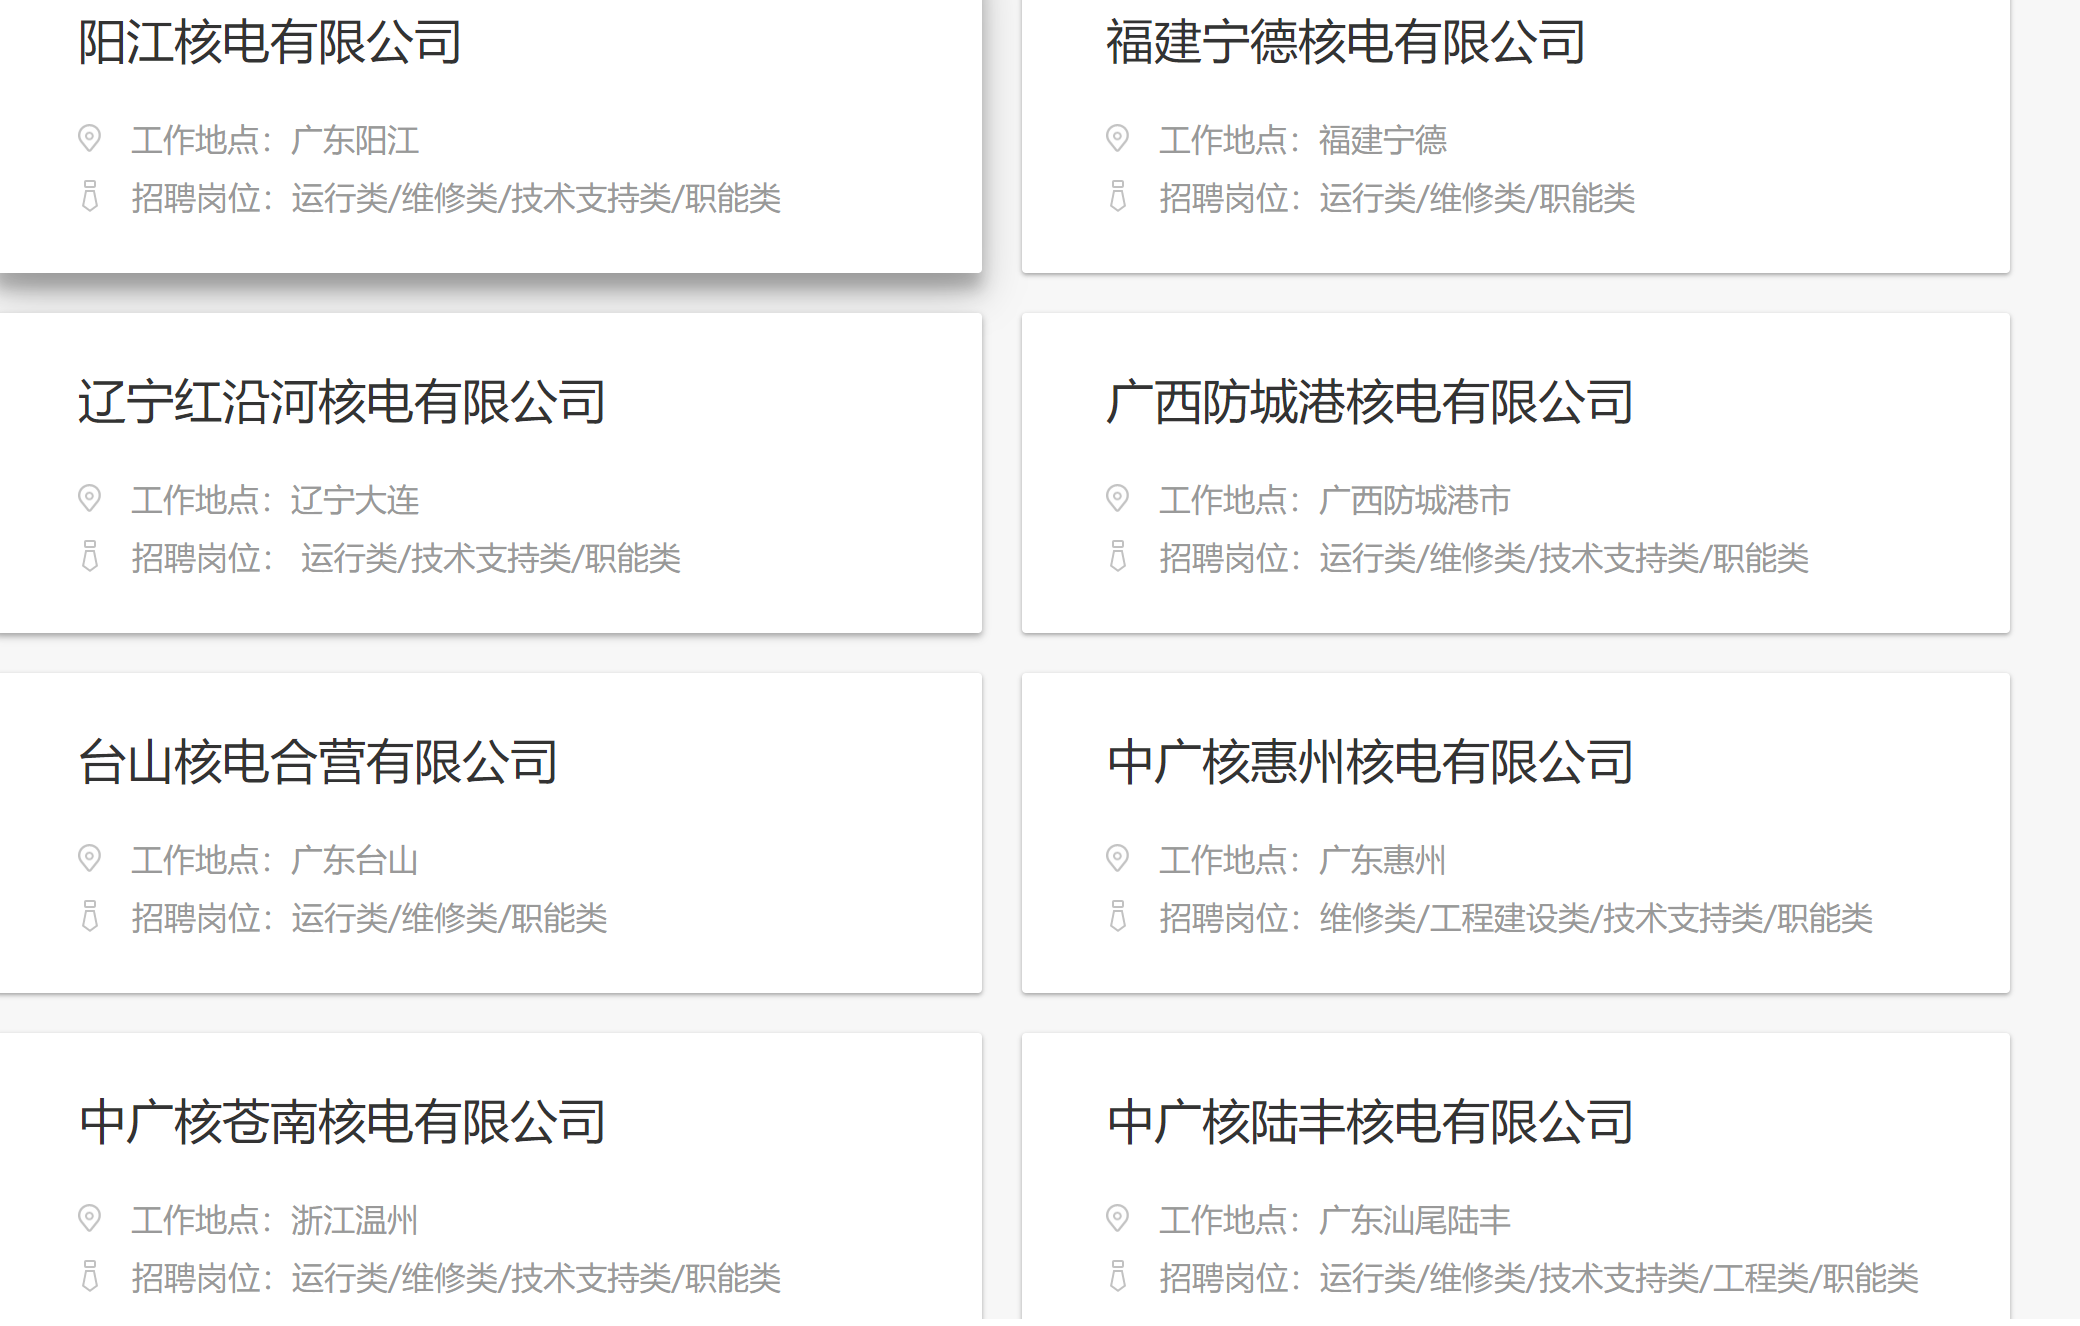 阳江核电有限公司
工作地点：广东阳江
招聘岗位：运行类/维修类/技术支持类/职能类
福建宁德核电有限公司
工作地点：福建宁德
招聘岗位：运行类/维修类/职能类
辽宁红沿河核电有限公司
工作地点：辽宁大连
招聘岗位： 运行类/技术支持类/职能类
广西防城港核电有限公司
工作地点：广西防城港市
招聘岗位：运行类/维修类/技术支持类/职能类
台山核电合营有限公司
工作地点：广东台山
招聘岗位：运行类/维修类/职能类
中广核惠州核电有限公司
工作地点：广东惠州
招聘岗位：维修类/工程建设类/技术支持类/职能类
中广核苍南核电有限公司
工作地点：浙江温州
招聘岗位：运行类/维修类/技术支持类/职能类
中广核陆丰核电有限公司
工作地点：广东汕尾陆丰
招聘岗位：运行类/维修类/技术支持类/工程类/职能类